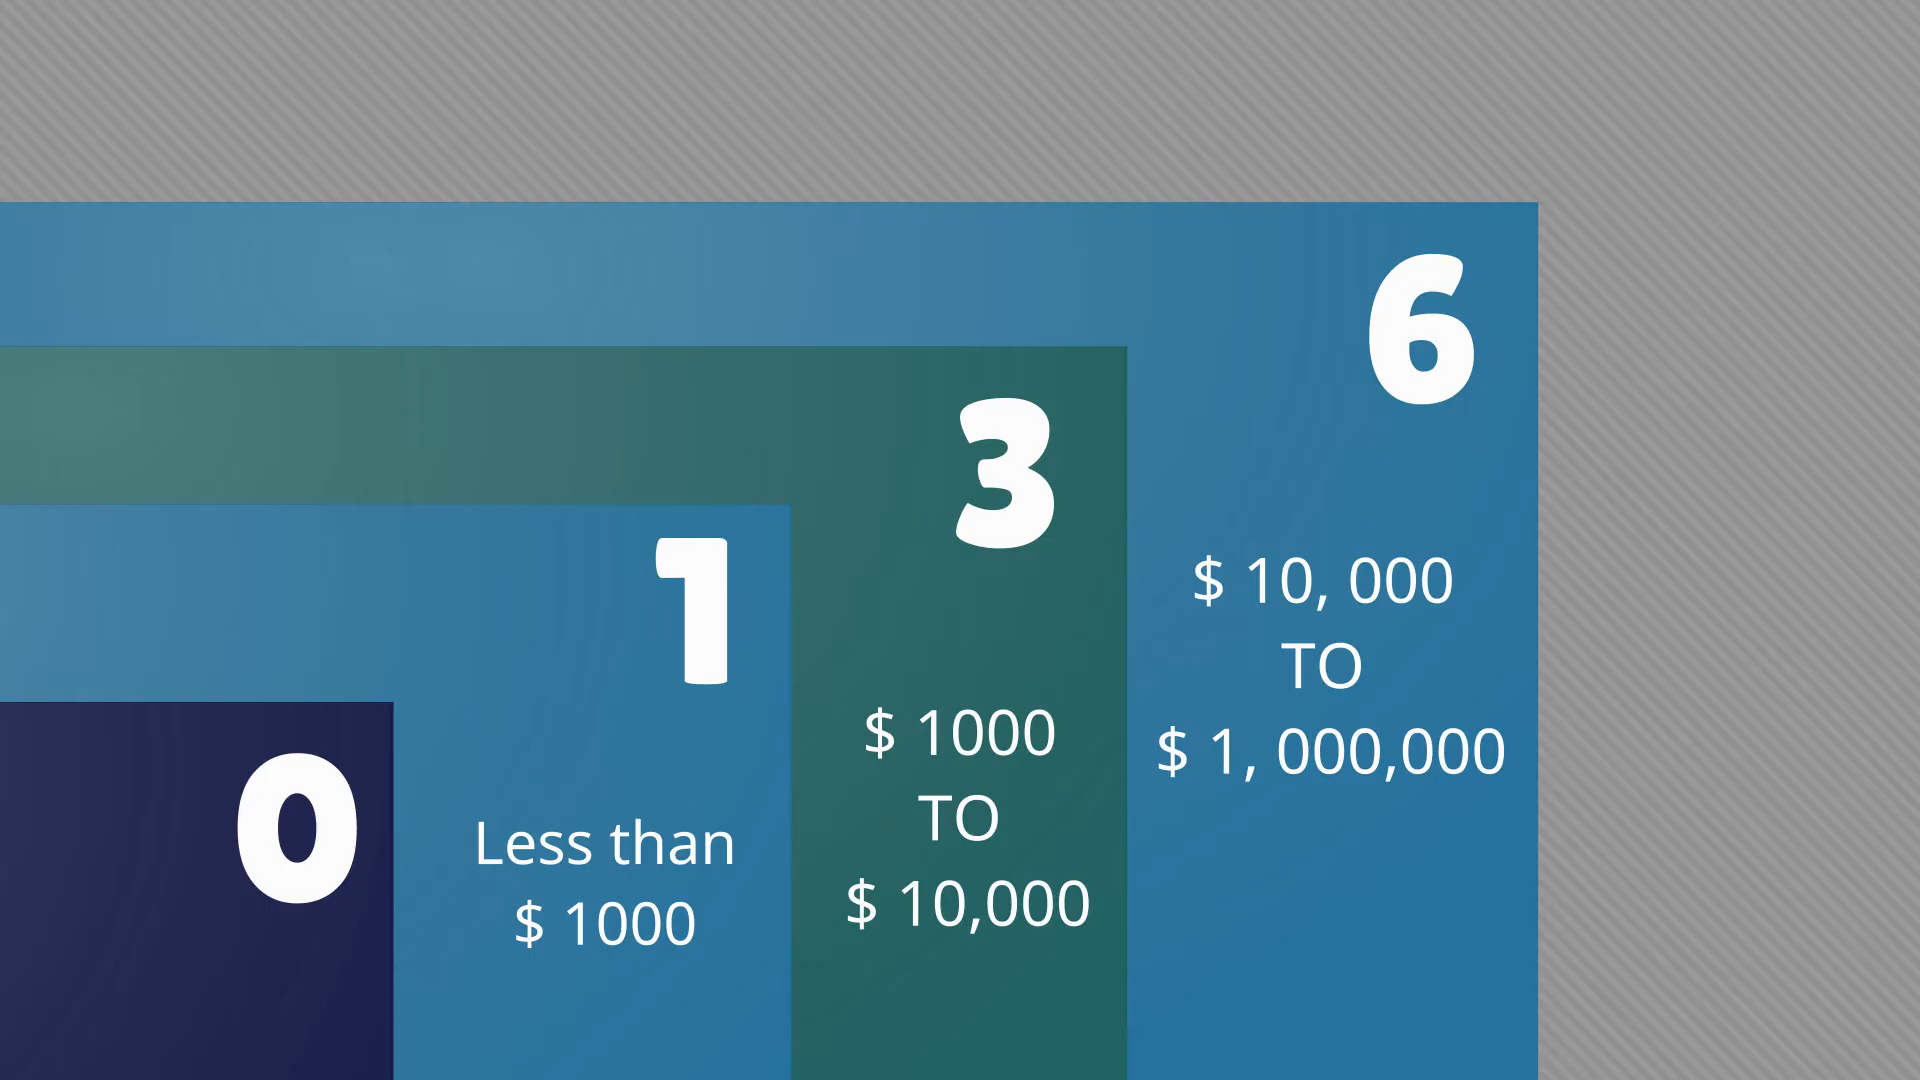 0
1
Less than
$ 1000
3
$ 1000
TO
$ 10,000
6
$ 10, 000
TO
$ 1, 000,000